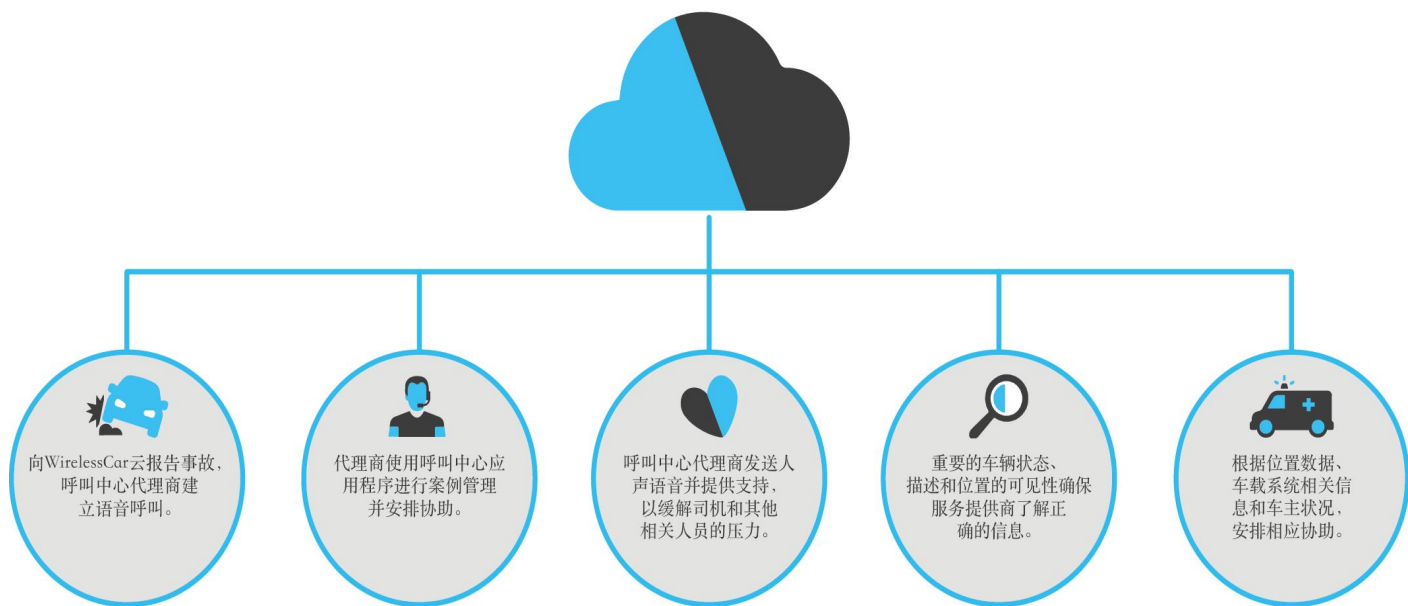 向WirelessCar云报告事故，
呼叫中心代理商建
立语音呼叫。
代理商使用呼叫中心应
用程序进行案例管理
并安排协助。
呼叫中心代理商发送人
声语音并提供支持，
以缓解司机和其他
相关人员的压力。
重要的车辆状态、
描述和位置的可见性确保
服务提供商了解正
确的信息。
根据位置数据、
车载系统相关信
息和车主状况，
安排相应协助。